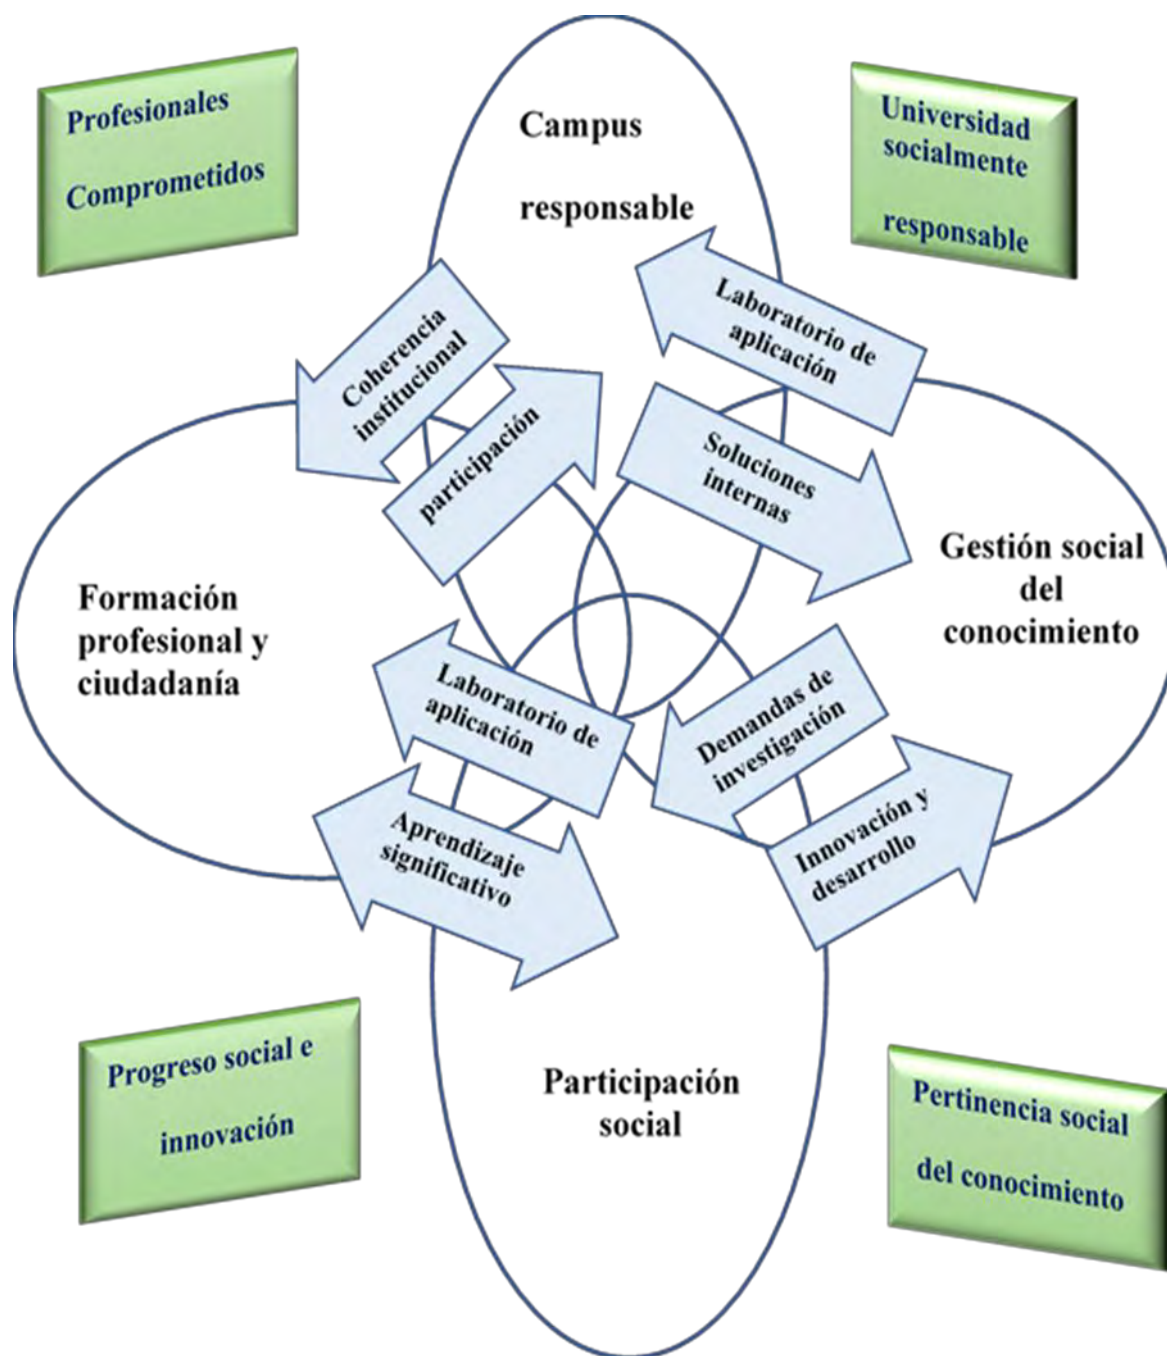 Profesionales
Comprometidos
Campus
responsable
Universidad
socialmente
responsable
Coherencia
institucional
participación
Laboratorio de
aplicación
Soluciones
internas
Formación
profesional y
ciudadanía
Gestión social
del
conocimiento
Laboratorio de
aplicación
Aprendizaje
significativo
Demandas de
investigación
Innovación y
desarrollo
Participación
social
Progreso social e
innovación
Pertinencia social
del conocimiento